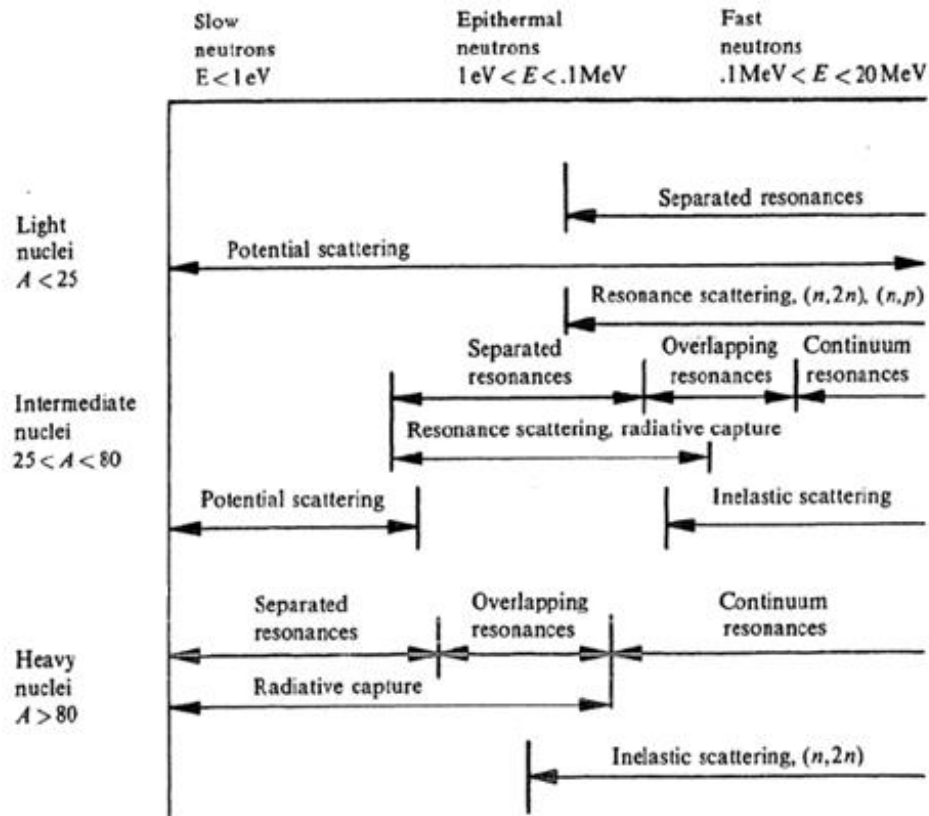 Slow
neutrons
E < 1 eV
Epithermal
neutrons
1 eV < E < .1 MeV
Fast
neutrons
.1 MeV < E < 20 MeV
Light
nuclei
A < 25
Separated resonances
Potential scattering
Resonance scattering, (n,2n), (n,p)
Intermediate
nuclei
25 < A < 80
Separated
resonances
Overlapping
resonances
Continuum
resonances
Resonance scattering, radiative capture
Potential scattering
Inelastic scattering
Heavy
nuclei
A > 80
Separated
resonances
Overlapping
resonances
Continuum
resonances
Radiative capture
Inelastic scattering, (n,2n)